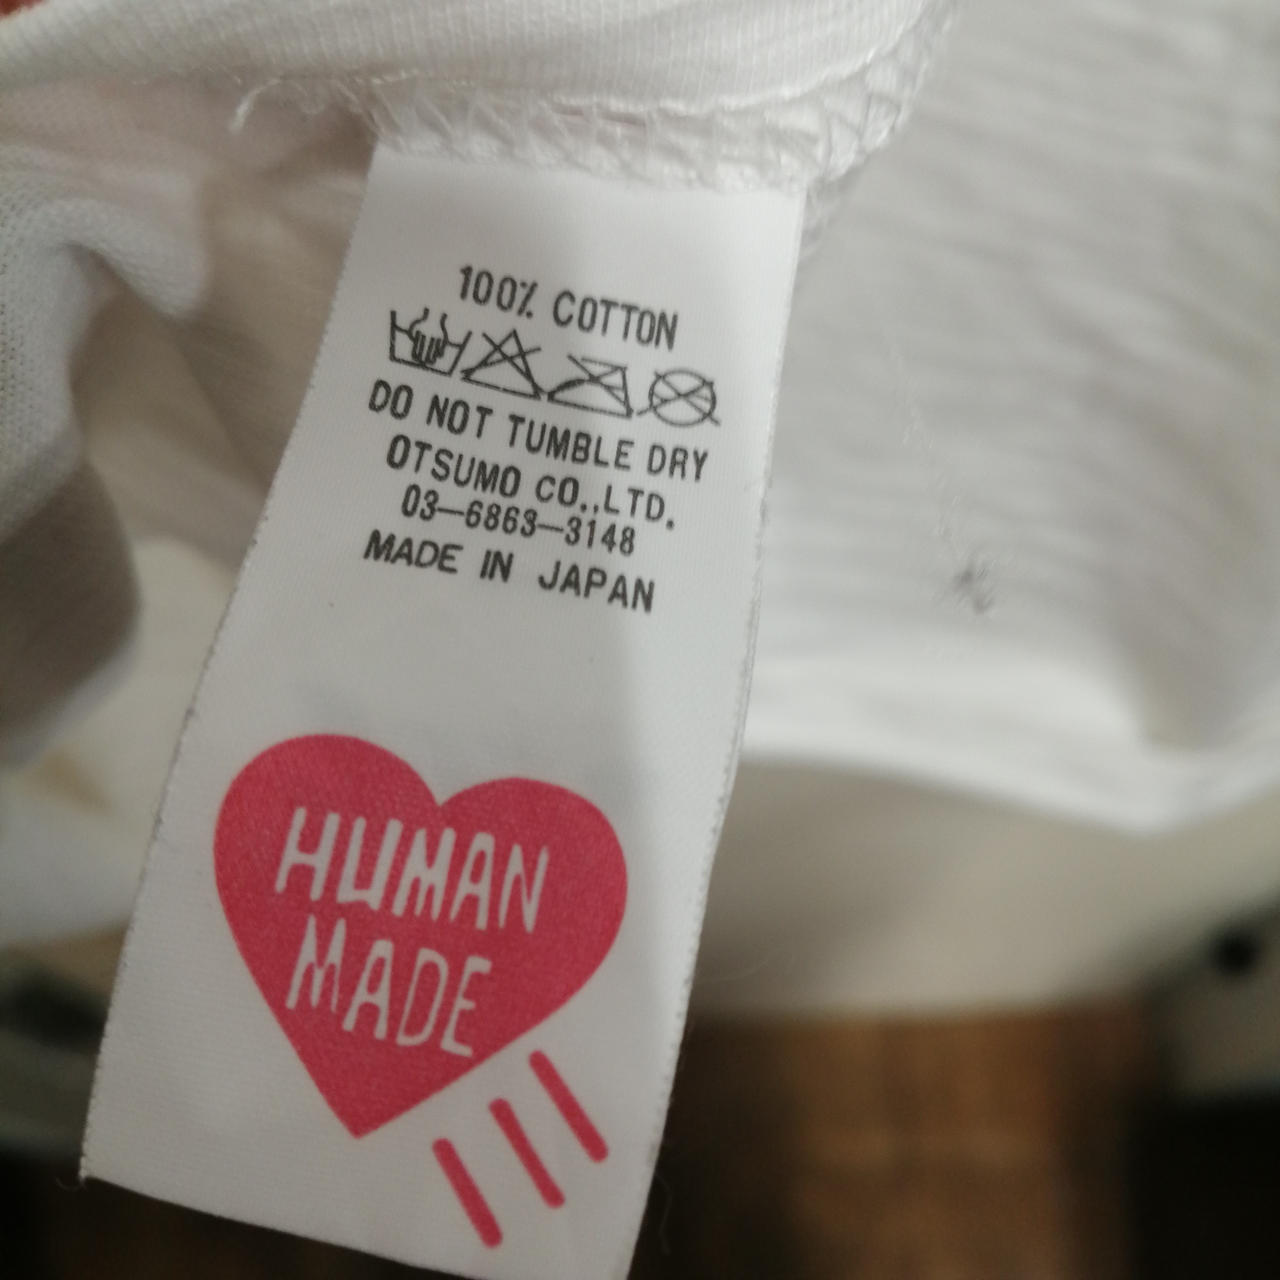 100% COTTON
DO NOT TUMBLE DRY
OTSUMO CO.,LTD.
03-6863-3148
MADE IN JAPAN
HUMAN
MADE